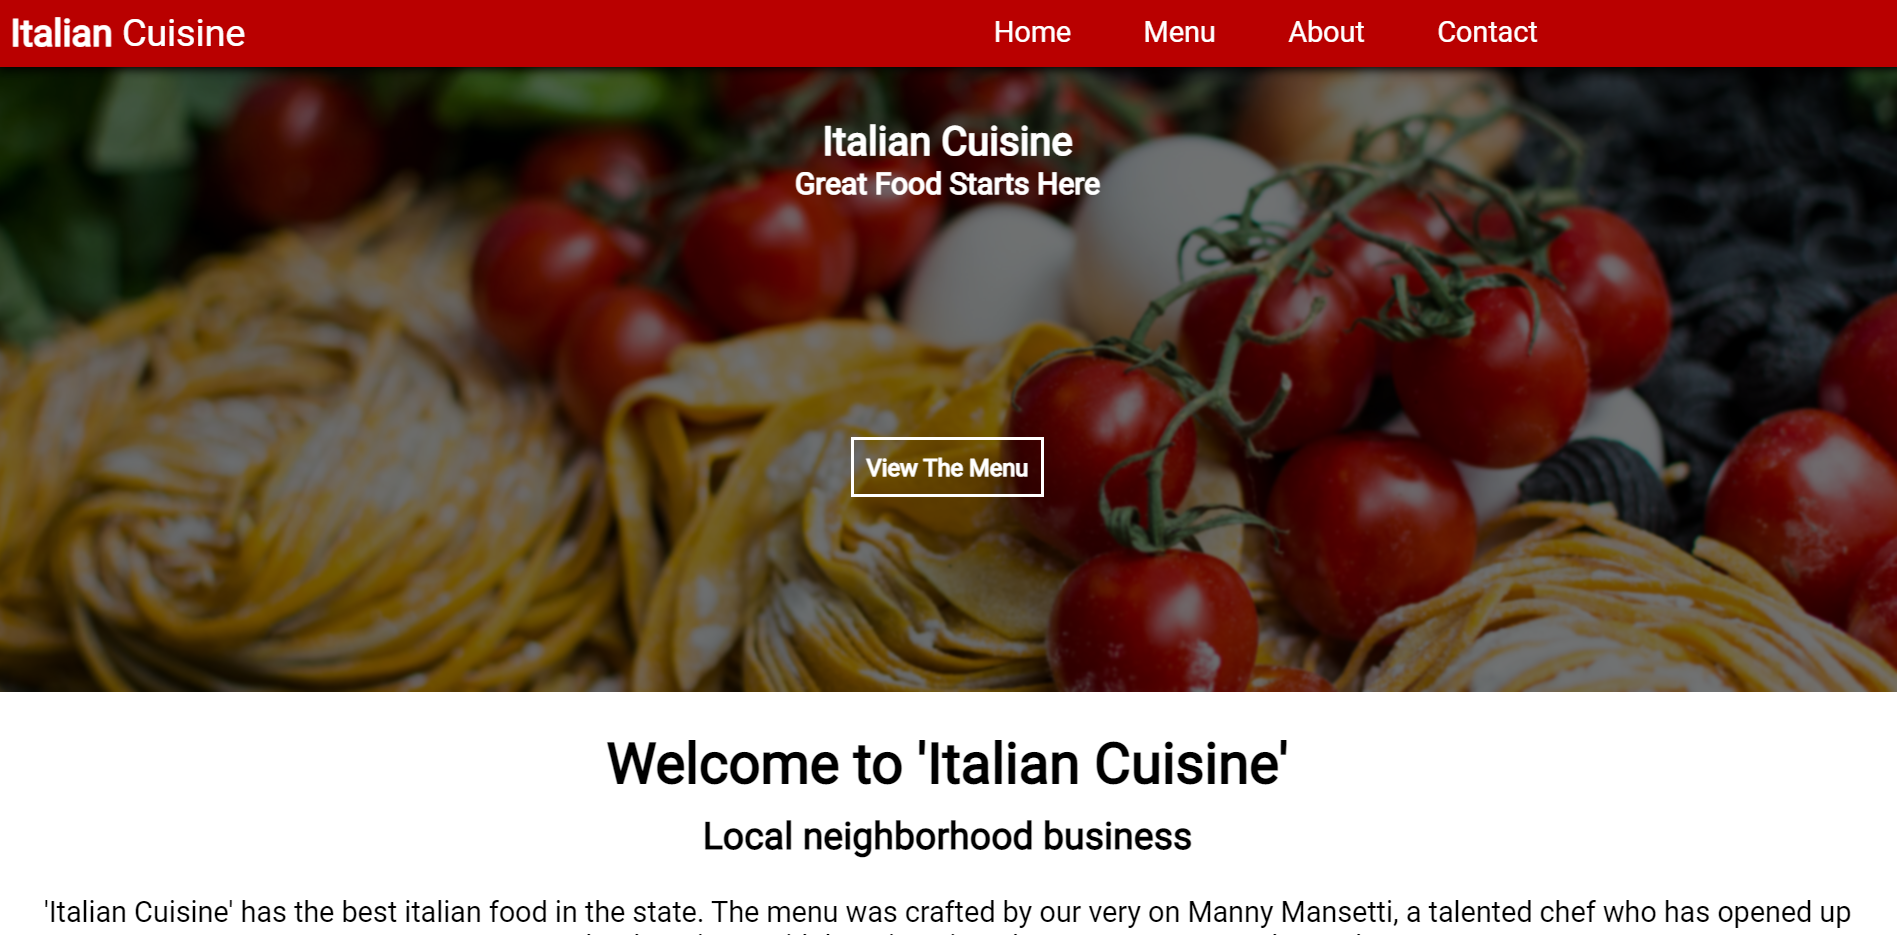 Italian Cuisine
Home Menu About Contact
Italian Cuisine
Great Food Starts Here
View The Menu
Welcome to 'Italian Cuisine'
Local neighborhood business
'Italian Cuisine' has the best italian food in the state. The menu was crafted by our very on Manny Mansetti, a talented chef who has opened up